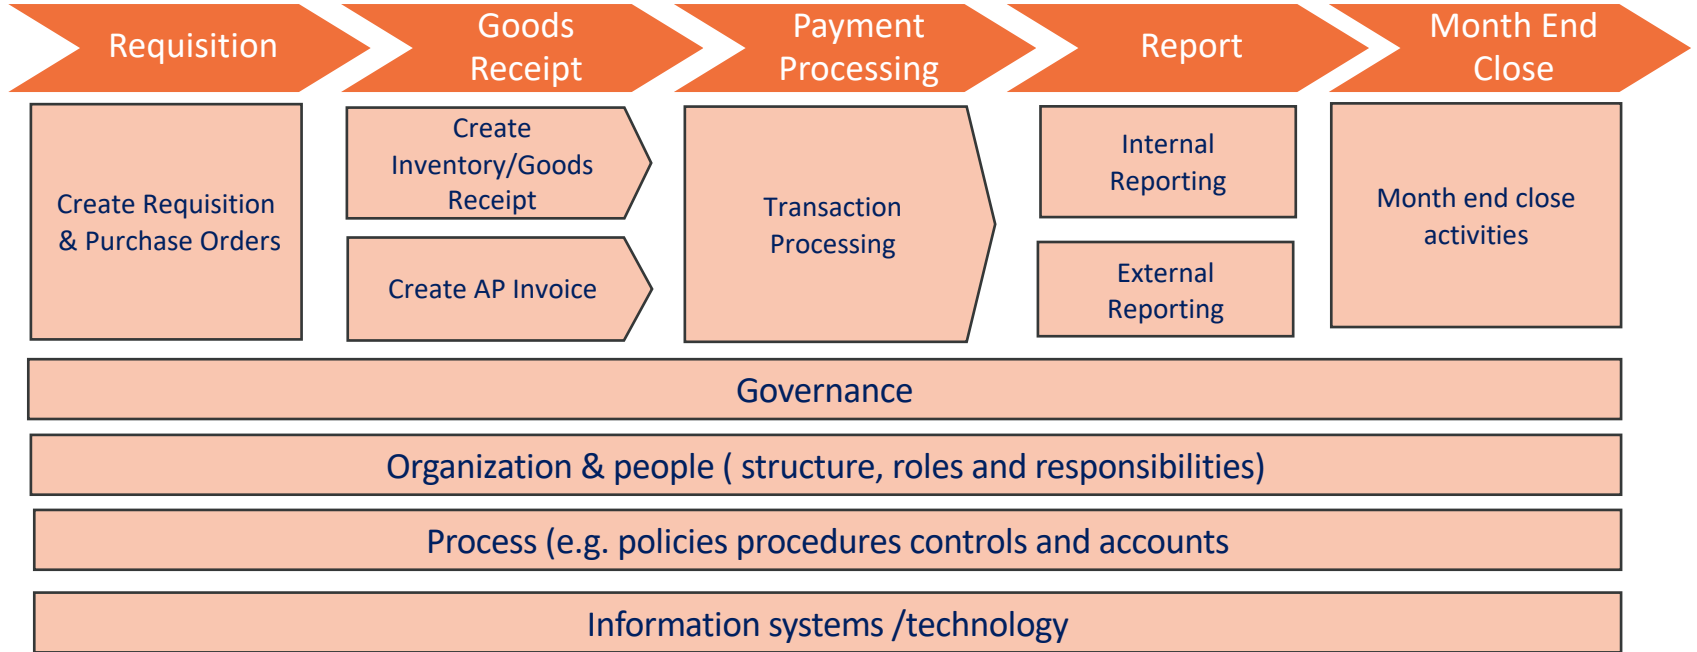 Requisition
Goods
Receipt
Payment
Processing
Report
Month End
Close
Create Requisition
& Purchase Orders
Create
Inventory/Goods
Receipt
Create AP Invoice
Transaction
Processing
Internal
Reporting
External
Reporting
Month end close
activities
Governance
Organization & people ( structure, roles and responsibilities)
Process (e.g. policies procedures controls and accounts
Information systems /technology